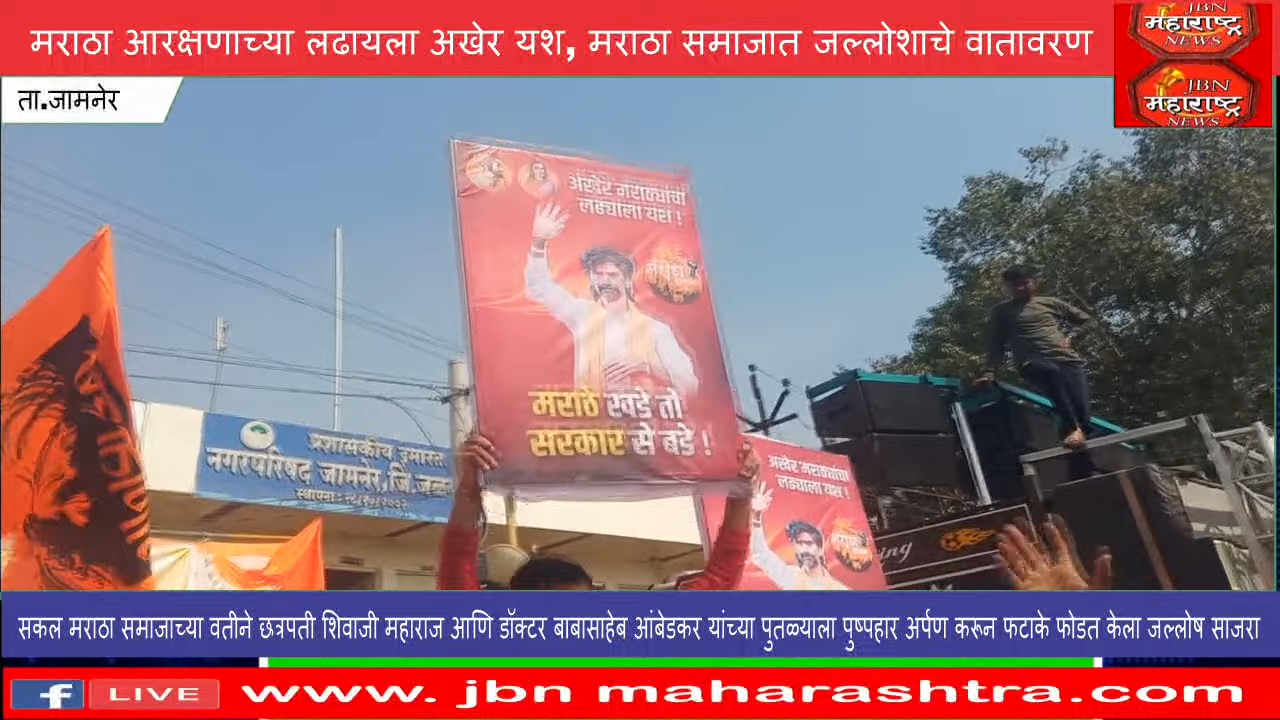 मराठा आरक्षणाच्या लढायला अखेर यश, मराठा समाजात जल्लोशाचे वातावरण
JBN
महाराष्ट्र
NEWS
JBN
महाराष्ट्र
NEWS
ता.जामनेर
अखेर मराठ्यांचा
लढ्याला यश !
मराठा
मराठे खडे तो
सरकार से बडे !
प्रशासकीय इमारत
नगरपरिषद जामनेर, जि.
स्थापना :
अखेर मराठ्यांचा
लढ्याला यश !
सकल मराठा समाजाच्या वतीने छत्रपती शिवाजी महाराज आणि डॉक्टर बाबासाहेब आंबेडकर यांच्या पुतळ्याला पुष्पहार अर्पण करून फटाके फोडत केला जल्लोष साजरा
f LIVE www. jbn maharashtra.com